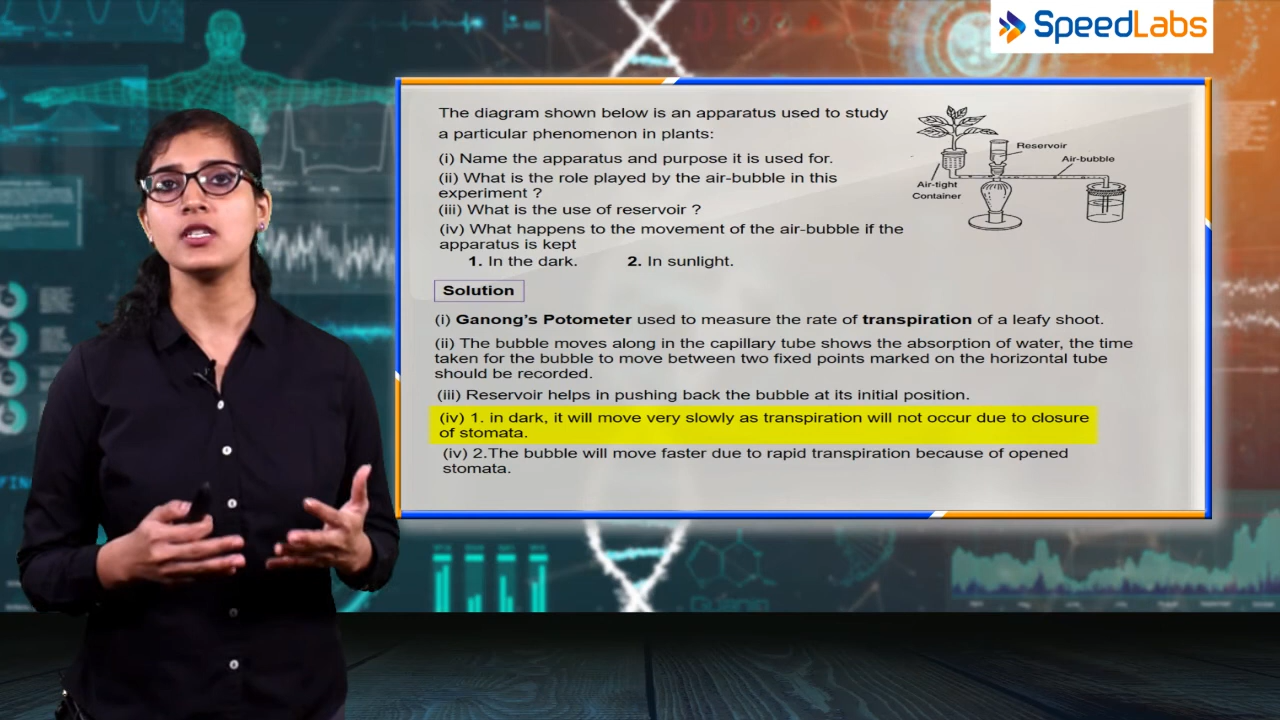 SpeedLabs
The diagram shown below is an apparatus used to study
a particular phenomenon in plants:
(i) Name the apparatus and purpose it is used for.
(ii) What is the role played by the air-bubble in this
experiment ?
(iii) What is the use of reservoir ?
(iv) What happens to the movement of the air-bubble if the
apparatus is kept
1. In the dark. 2. In sunlight.
Reservoir
Air-bubble
Air-tight
Container
Solution
(i) Ganong's Potometer used to measure the rate of transpiration of a leafy shoot.
(ii) The bubble moves along in the capillary tube shows the absorption of water, the time
taken for the bubble to move between two fixed points marked on the horizontal tube
should be recorded.
(iii) Reservoir helps in pushing back the bubble at its initial position.
(iv) 1. in dark, it will move very slowly as transpiration will not occur due to closure
of stomata.
(iv) 2.The bubble will move faster due to rapid transpiration because of opened
stomata.